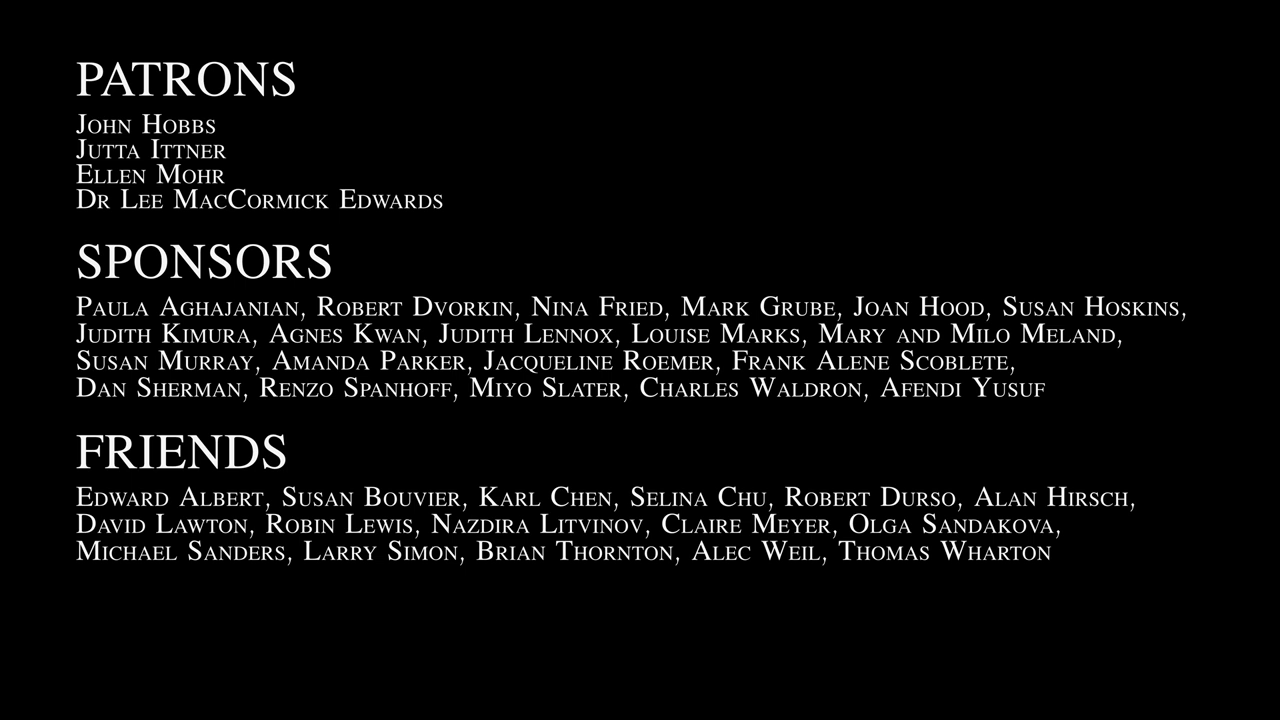 PATRONS
John Hobbs
Jutta Ittner
Ellen Mohr
Dr Lee MacCormick Edwards
SPONSORS
Paula Aghajanian, Robert Dvorkin, Nina Fried, Mark Grube, Joan Hood, Susan Hoskins,
Judith Kimura, Agnes Kwan, Judith Lennox, Louise Marks, Mary and Milo Meland,
Susan Murray, Amanda Parker, Jacqueline Roemer, Frank Alene Scoblete,
Dan Sherman, Renzo Spanhoff, Miyo Slater, Charles Waldron, Afendi Yusuf
FRIENDS
Edward Albert, Susan Bouvier, Karl Chen, Selina Chu, Robert Durso, Alan Hirsch,
David Lawton, Robin Lewis, Nazdira Litvinov, Claire Meyer, Olga Sandakova,
Michael Sanders, Larry Simon, Brian Thornton, Alec Weil, Thomas Wharton